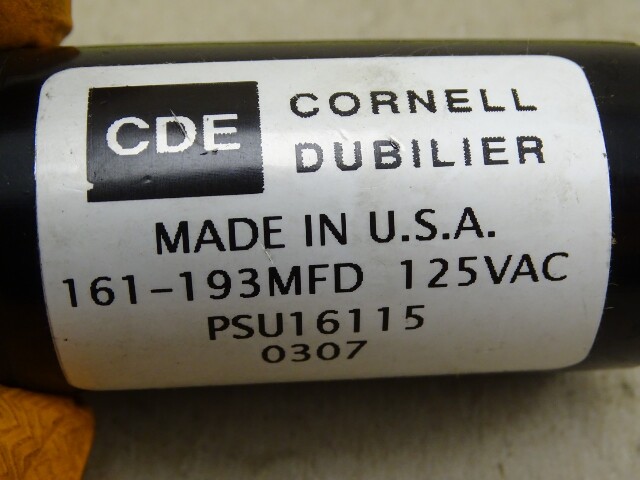 CDE
CORNELL
DUBILIER
MADE IN U.S.A.
161-193MFD 125VAC
PSU16115
0307